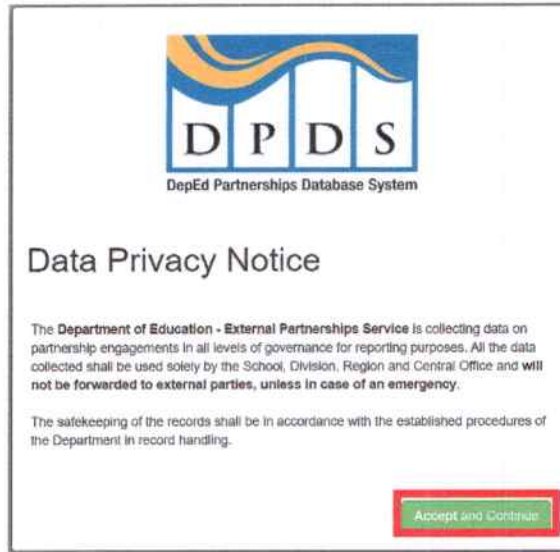 D P D S
DepEd Partnerships Database System
Data Privacy Notice
The Department of Education - External Partnerships Service is collecting data on
partnership engagements in all levels of governance for reporting purposes. All the data
collected shall be used solely by the School, Division, Region and Central Office and will
not be forwarded to external parties, unless in case of an emergency.
The safekeeping of the records shall be in accordance with the established procedures of
the Department in record handling.
Accept and Continue